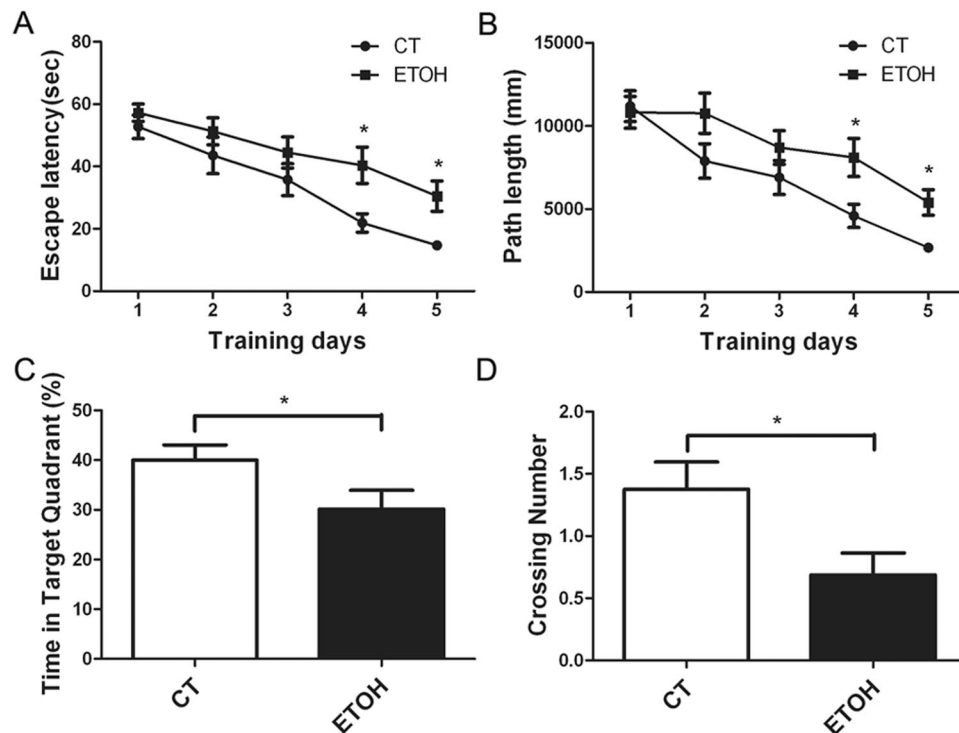 A
Escape latency(sec)
80
60
40
20
0
CT
ETOH
*
*
1 2 3 4 5
Training days
B
Path length (mm)
15000
10000
5000
0
CT
ETOH
*
*
1 2 3 4 5
Training days
C
Time in Target Quadrant (%)
50
40
30
20
10
0
*
CT
ETOH
D
Crossing Number
2.0
1.5
1.0
0.5
0.0
*
CT
ETOH